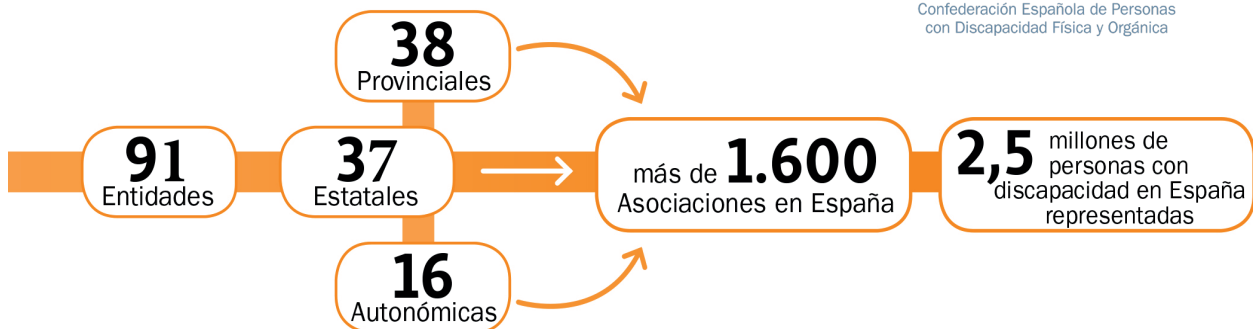 Confederación Española de Personas
con Discapacidad Física y Orgánica
38
Provinciales
91
Entidades
37
Estatales
16
Autonómicas
más de 1.600
Asociaciones en España
2,5 millones de
personas con
discapacidad en España
representadas